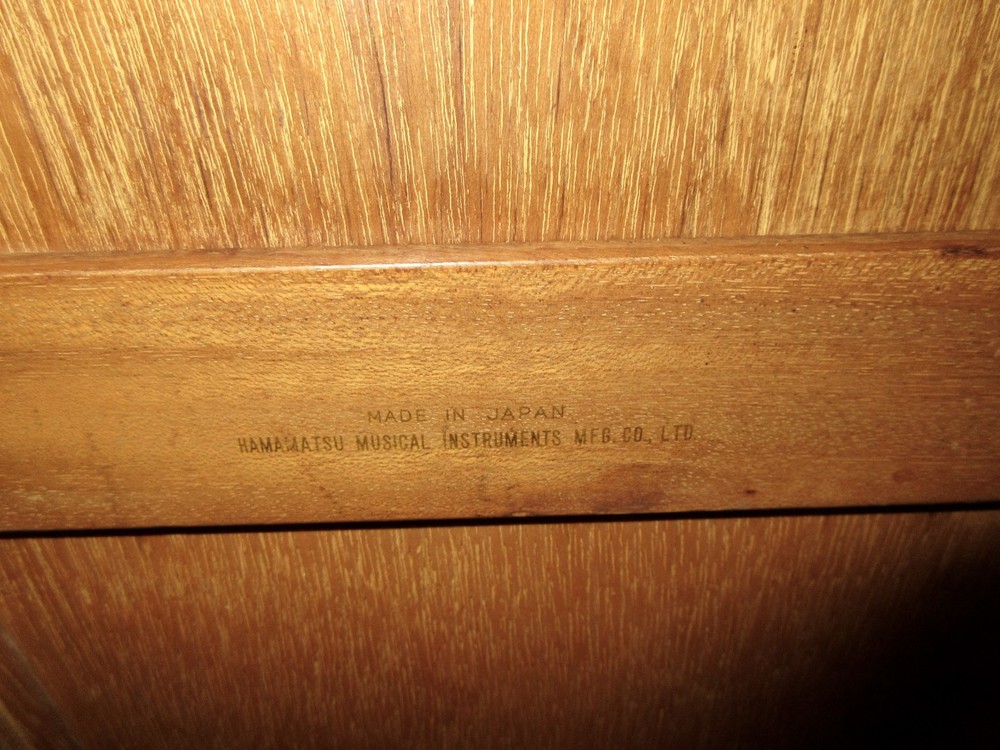 MADE IN JAPAN
HAMAMATSU MUSICAL INSTRUMENTS MFG. CO., LTD.